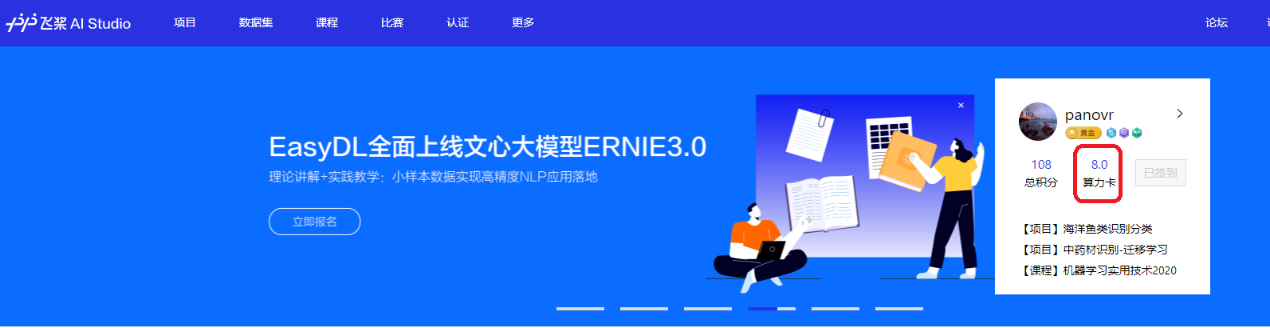 飞桨 AI Studio 项目 数据集 课程 比赛 认证 更多 论坛
EasyDL全面上线文心大模型ERNIE3.0
理论讲解+实践教学：小样本数据实现高精度NLP应用落地
立即报名
panovr
黄金
108 8.0
总积分 算力卡 已签到
【项目】海洋鱼类识别分类
【项目】中药材识别-迁移学习
【课程】机器学习实用技术2020